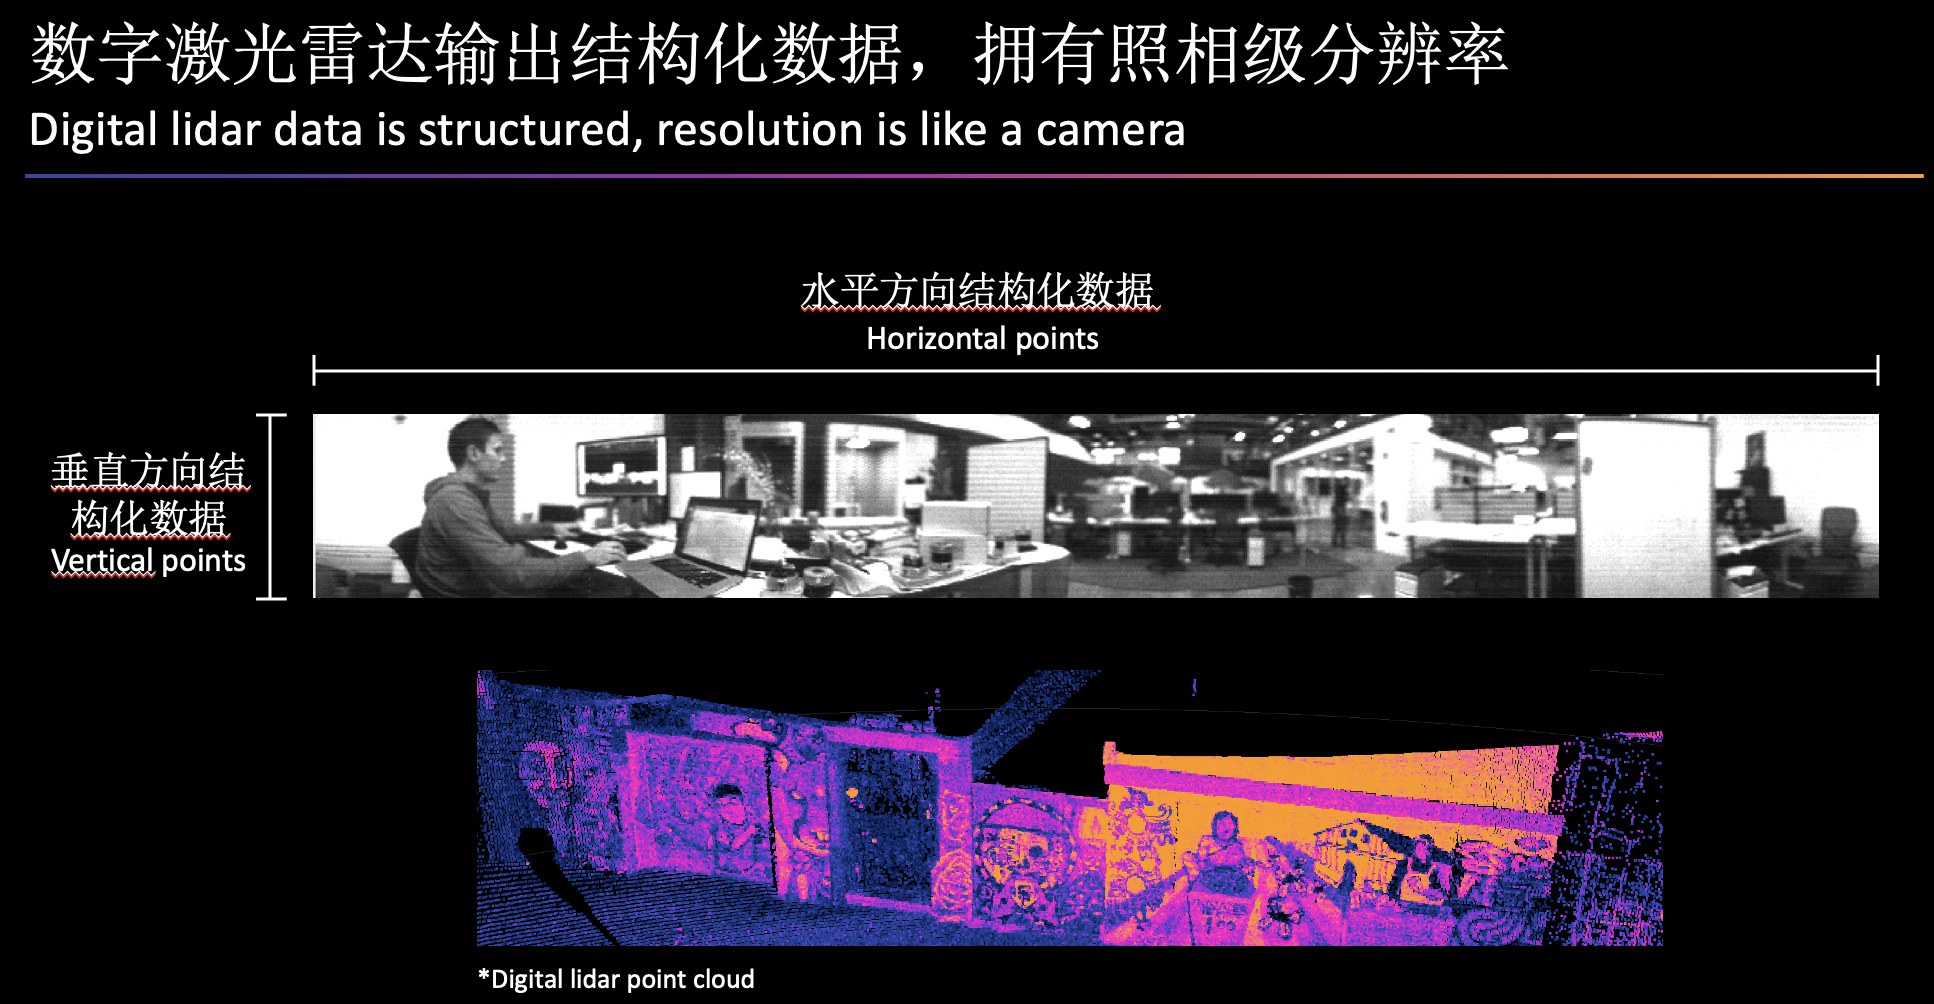 数字激光雷达输出结构化数据，拥有照相级分辨率
Digital lidar data is structured, resolution is like a camera
水平方向结构化数据
Horizontal points
垂直方向结
构化数据
Vertical points
*Digital lidar point cloud